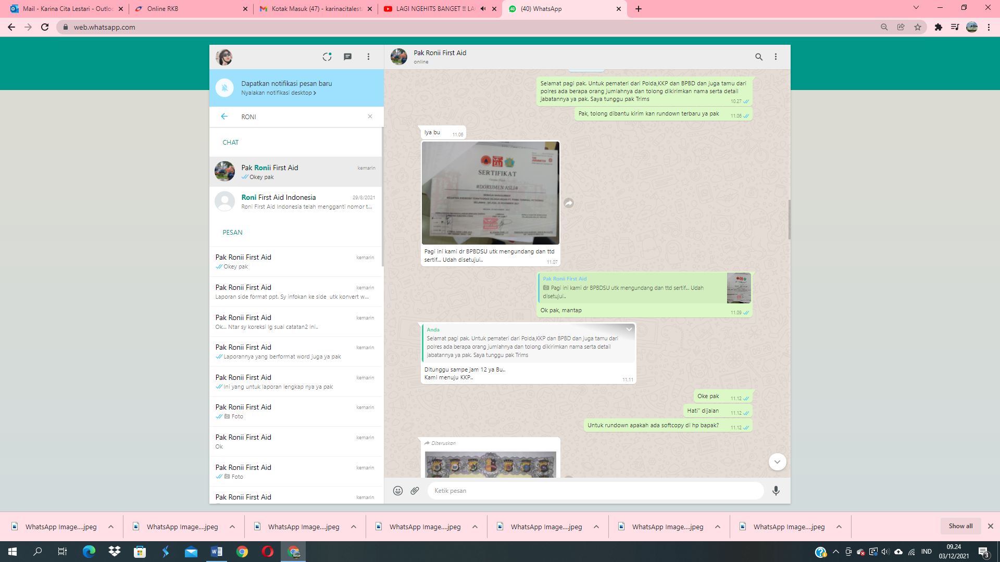 Mail - Karina Cita Lestari - Outloo
Online RKB
Kotak Masuk (47) - karinacitalest
LAGI NGEHITS BANGET !! LA
(40) WhatsApp
web.whatsapp.com
Dapatkan notifikasi pesan baru
Nyalakan notifikasi desktop
RONI
CHAT
Pak Ronii First Aid
kemarin
Okey pak
Roni First Aid Indonesia
29/8/2021
Roni First Aid Indonesia telah mengganti nomor t...
PESAN
Pak Ronii First Aid
kemarin
Okey pak
Pak Ronii First Aid
kemarin
Laporan side format ppt. Sy infokan ke side utk konvert w...
Pak Ronii First Aid
kemarin
Ok... Ntar sy koreksi lg suai catatan2 ini..
Pak Ronii First Aid
kemarin
Laporannya yang berformat word juga ya pak
Pak Ronii First Aid
kemarin
Ini yang untuk laporan lengkap nya ya pak
Pak Ronii First Aid
kemarin
Foto
Pak Ronii First Aid
kemarin
Ok
Pak Ronii First Aid
kemarin
Foto
Pak Ronii First Aid
kemarin
Pak Ronii First Aid
online
Selamat pagi pak. Untuk pemateri dari Polda,KKP dan BPBD dan juga tamu dari
polres ada berapa orang jumlahnya dan tolong dikirimkan nama serta detail
jabatannya ya pak. Saya tunggu pak Trims
10.27
Pak, tolong dibantu kirim kan rundown terbaru ya pak
11.06
Iya bu
11.06
SERTIFIKAT
#DOKUMEN ASLI#
SEBAGAI NARASUMBER
Pagi ini kami dr BPBDSU utk mengundang dan ttd
sertif... Udah disetujui..
11.07
Pak Ronii First Aid
Pagi ini kami dr BPBDSU utk mengundang dan ttd sertif... Udah
disetujui..
Ok pak, mantap
11.09
Anda
Selamat pagi pak. Untuk pemateri dari Polda,KKP dan BPBD dan juga tamu dari
polres ada berapa orang jumlahnya dan tolong dikirimkan nama serta detail
jabatannya ya pak. Saya tunggu pak Trims
Ditunggu sampe jam 12 ya Bu..
Kami menuju KKP..
11.11
Oke pak
11.12
Hati" dijalan
11.12
Untuk rundown apakah ada softcopy di hp bapak?
11.12
Diteruskan
Ketik pesan
WhatsApp Image....jpeg
WhatsApp Image....jpeg
WhatsApp Image....jpeg
WhatsApp Image....jpeg
WhatsApp Image....jpeg
WhatsApp Image....jpeg
WhatsApp Image....jpeg
Show all
IND
09.24
03/12/2021
3